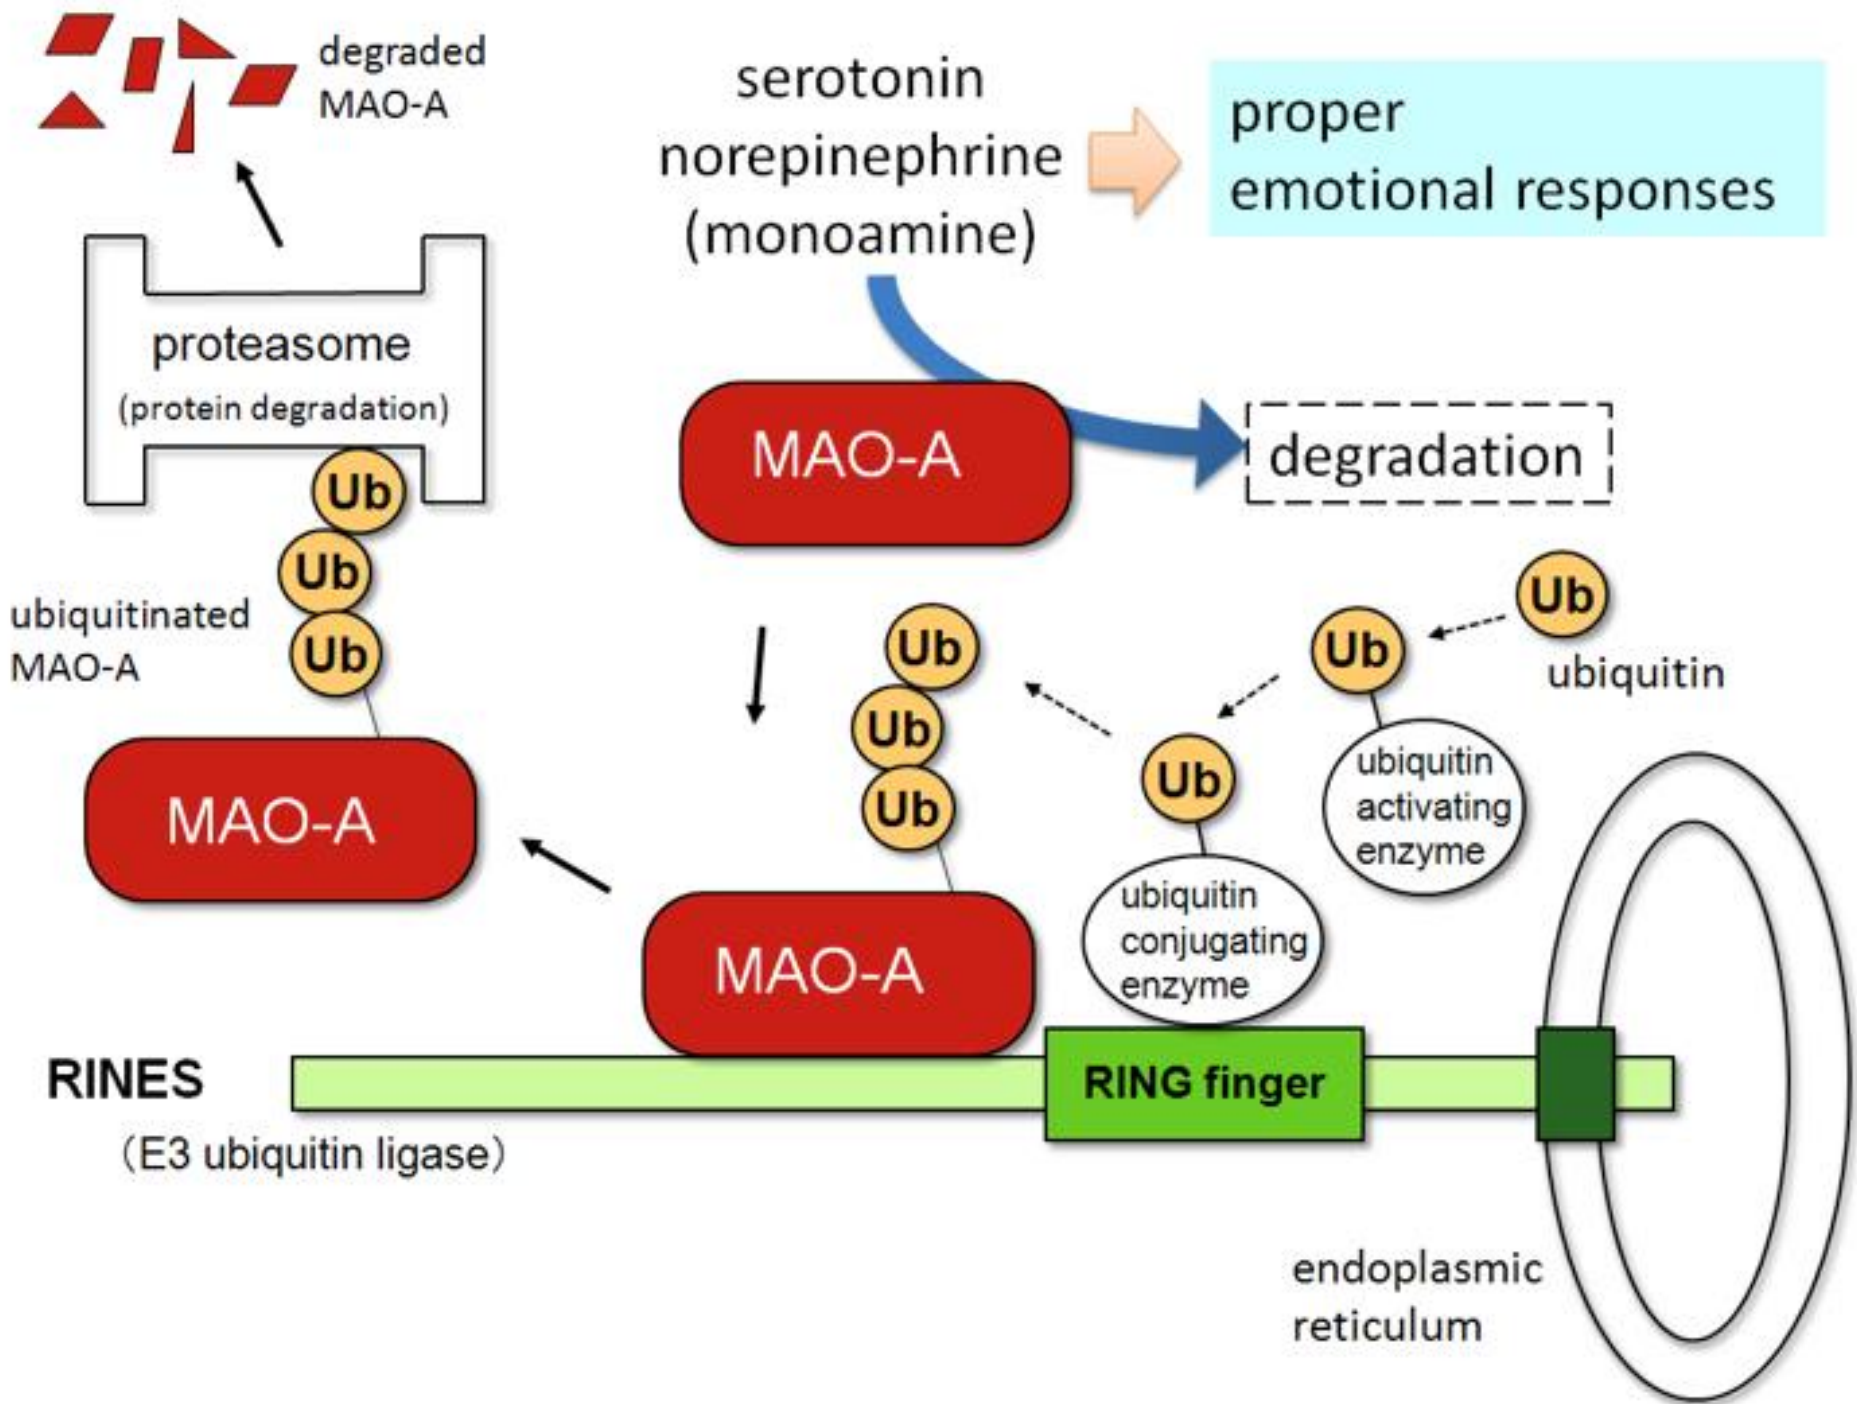 degraded
MAO-A
serotonin
norepinephrine
(monoamine)
proper
emotional responses
proteasome
(protein degradation)
MAO-A
degradation
Ub
Ub
Ub
ubiquitinated
MAO-A
MAO-A
Ub
Ub
Ub
Ub
ubiquitin
Ub
ubiquitin
activating
enzyme
Ub
ubiquitin
conjugating
enzyme
MAO-A
RINES
(E3 ubiquitin ligase)
RING finger
endoplasmic
reticulum